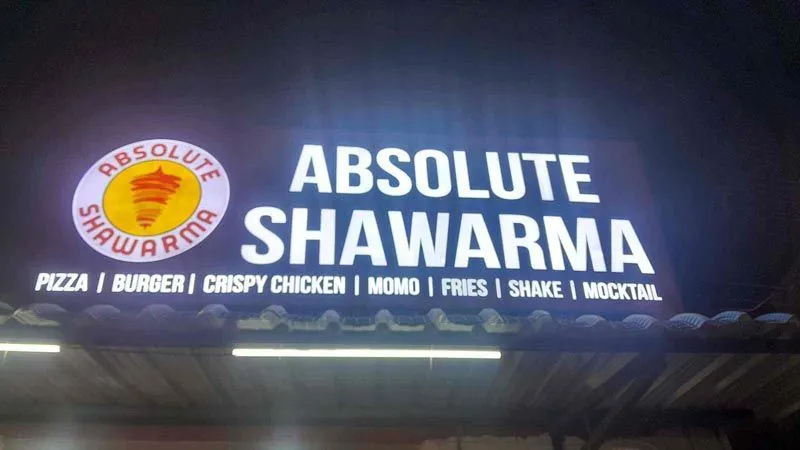 ABSOLUTE
SHAWARMA
ABSOLUTE
SHAWARMA
PIZZA | BURGER | CRISPY CHICKEN | MOMO | FRIES | SHAKE | MOCKTAIL